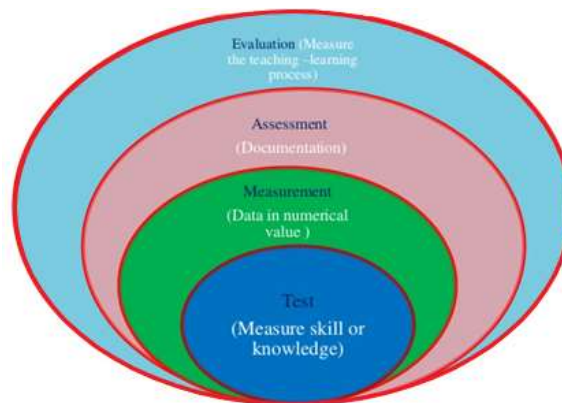 Evaluation (Measure
the teaching –learning
process)
Assessment
(Documentation)
Measurement
(Data in numerical
value )
Test
(Measure skill or
knowledge)